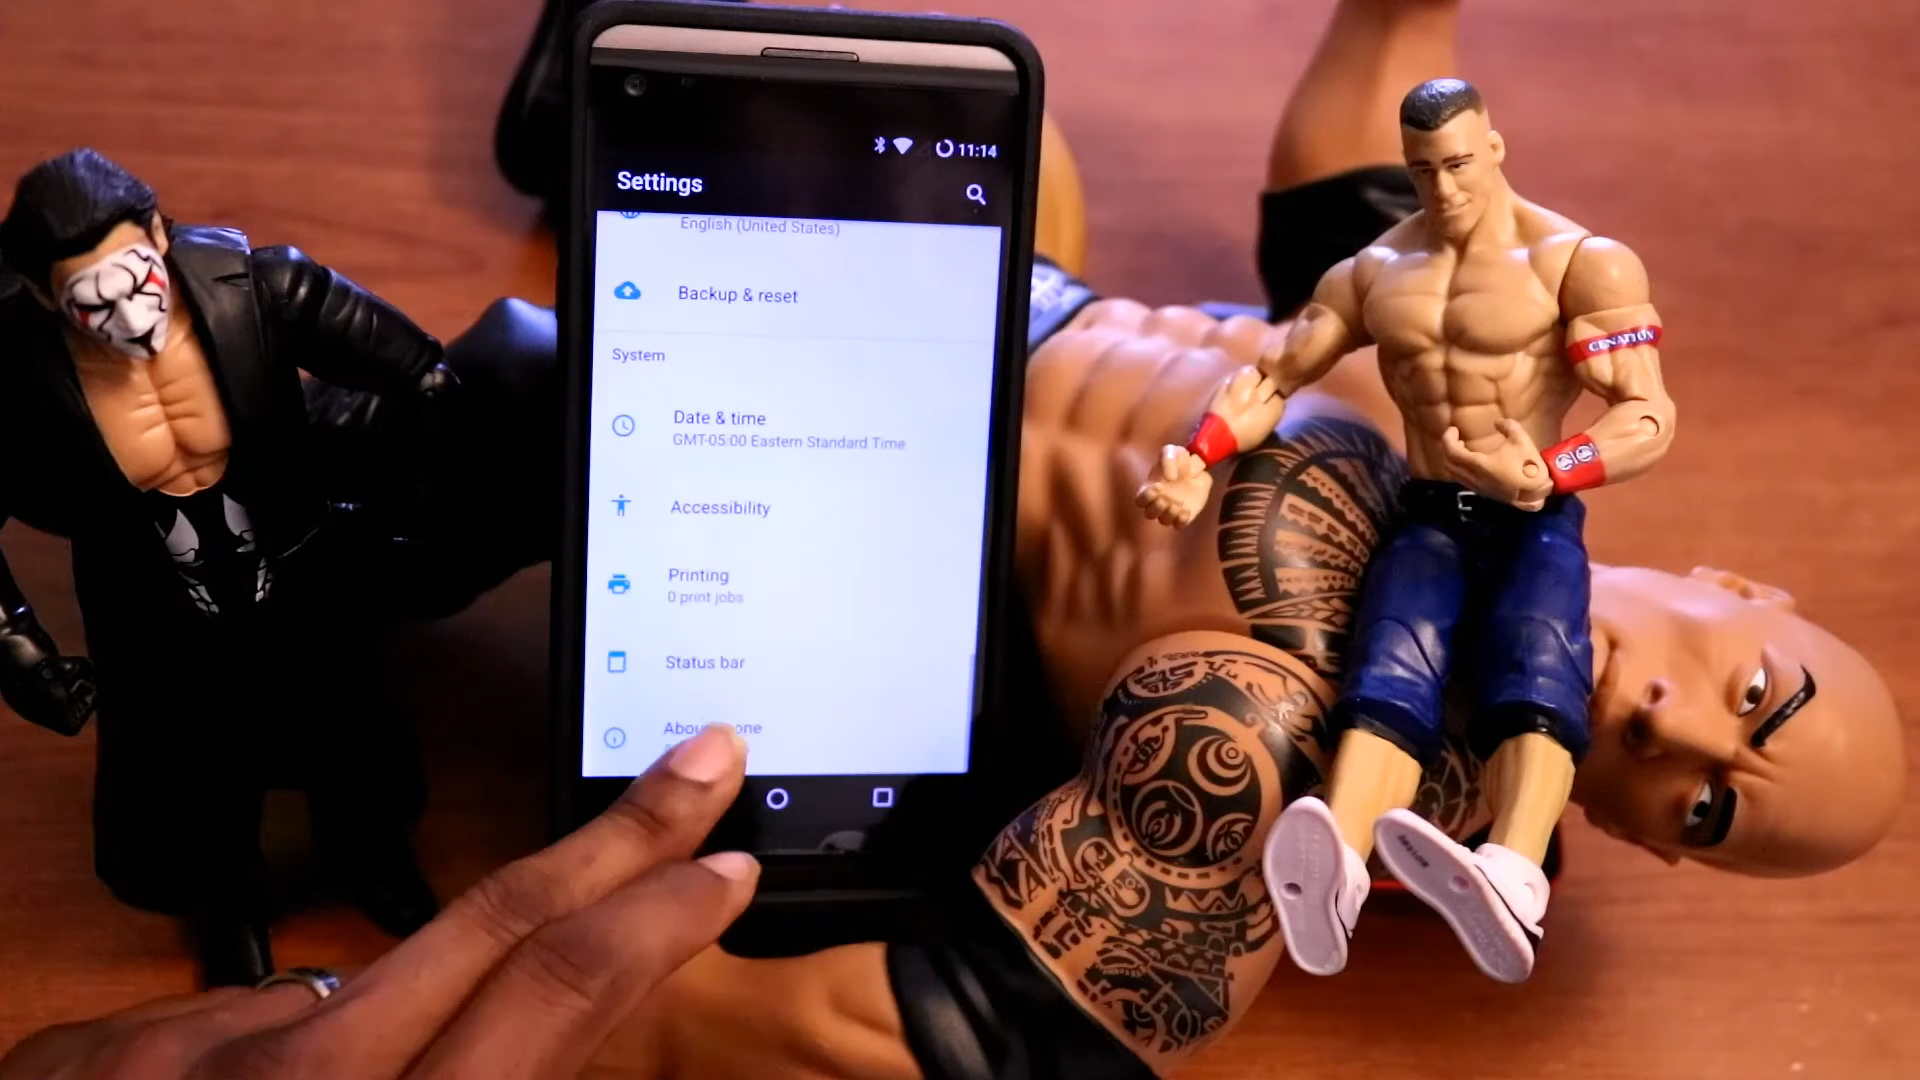 11:14
Settings
English (United States)
Backup & reset
System
Date & time
GMT-05:00 Eastern Standard Time
Accessibility
Printing
0 print jobs
Status bar
CENATION